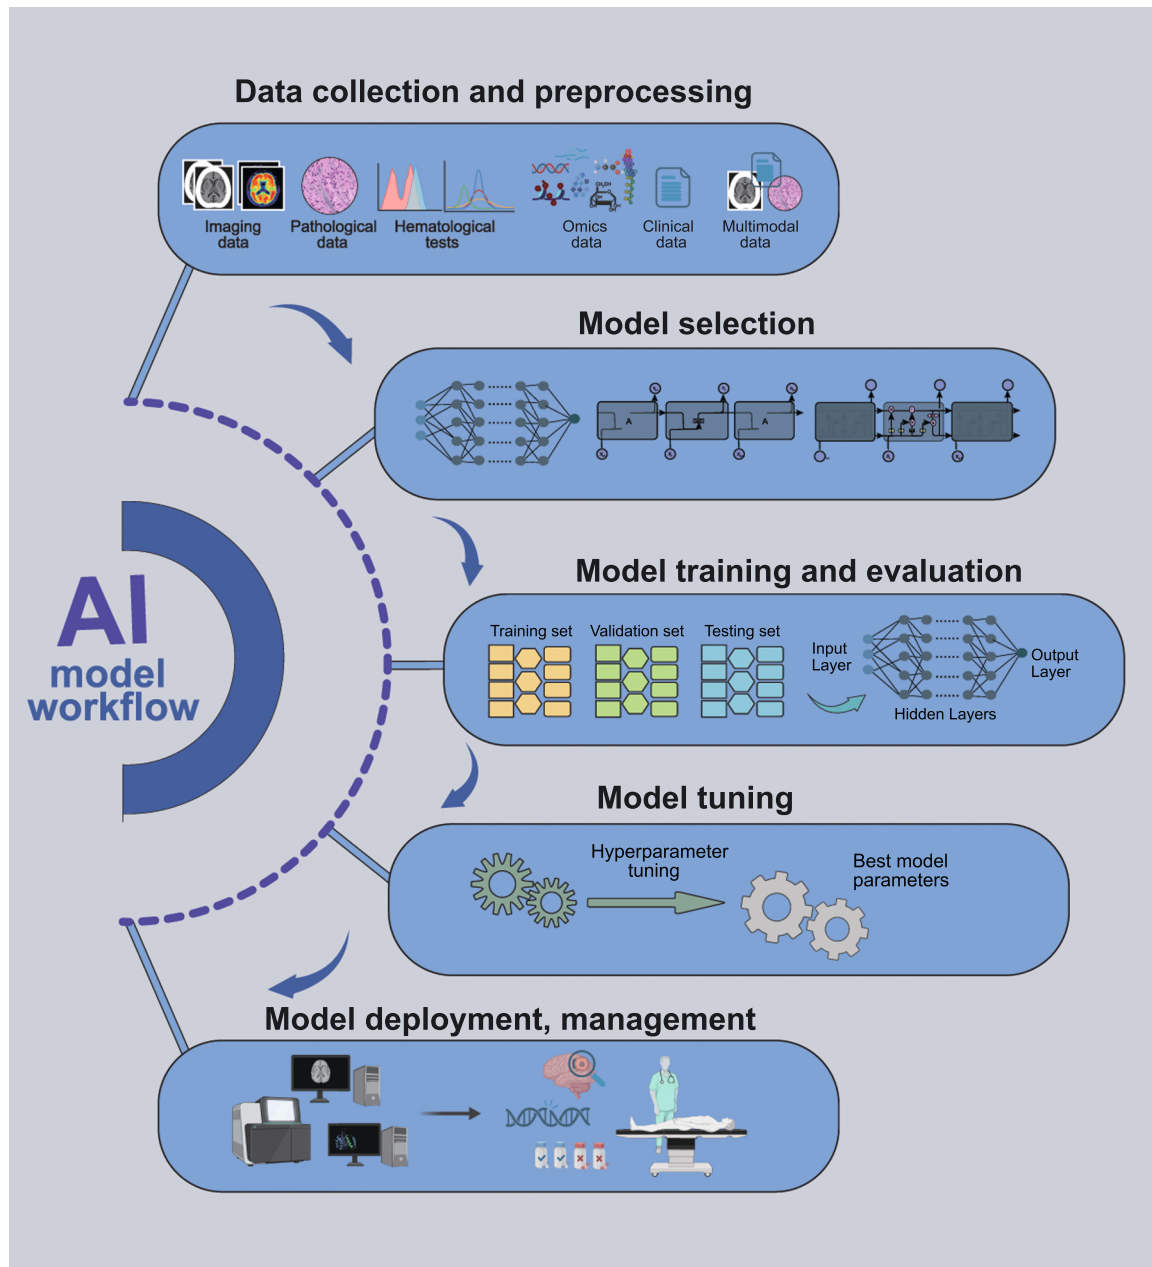 Data collection and preprocessing
Imaging
data
Pathological
data
Hematological
tests
CH₂OH
Omics
data
Clinical
data
Multimodal
data
Model selection
A
A
AI
model
workflow
Model training and evaluation
Training set
Validation set
Testing set
Input
Layer
Output
Layer
Hidden Layers
Model tuning
Hyperparameter
tuning
Best model
parameters
Model deployment, management